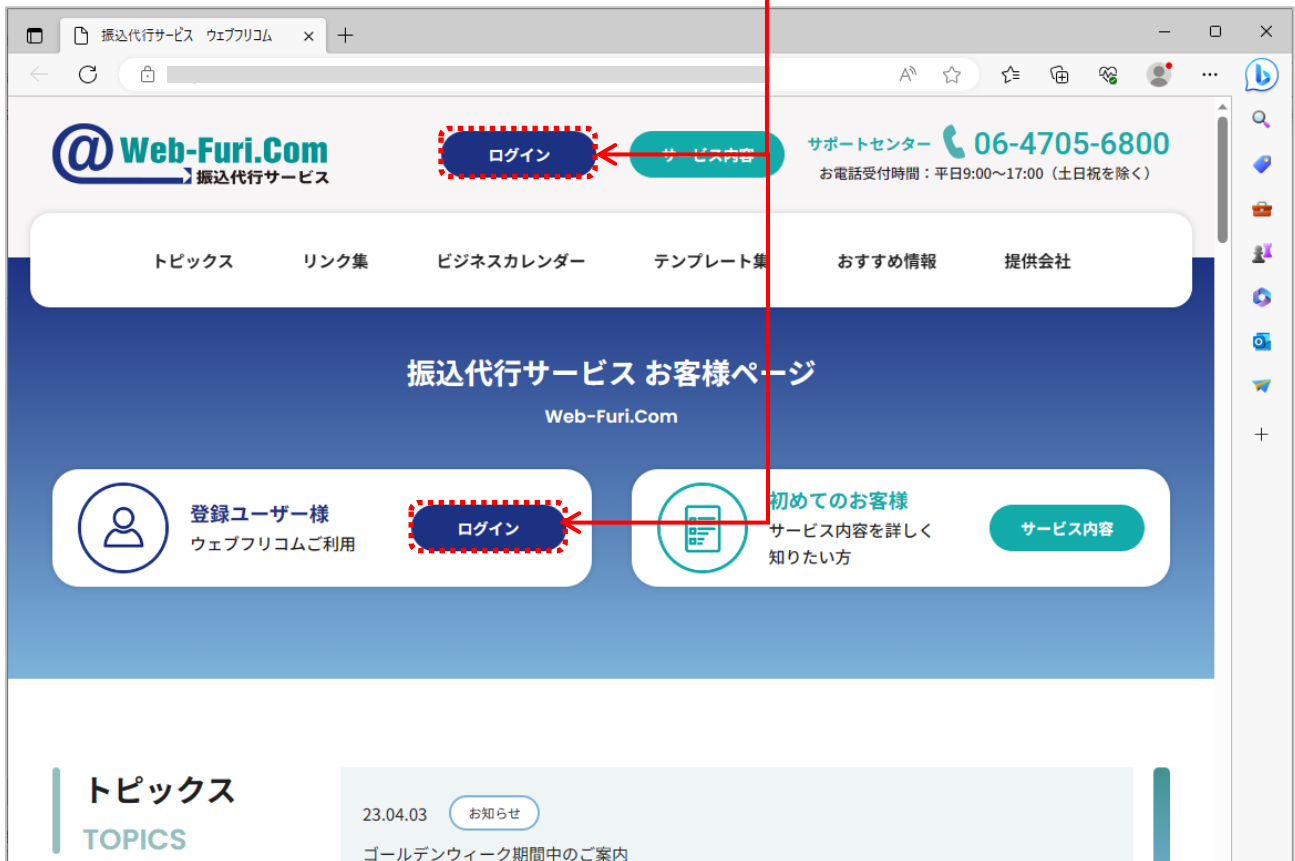 振込代行サービス ウェブフリコム
@ Web-Furi.Com
振込代行サービス
ログイン
サービス内容
サポートセンター 06-4705-6800
お電話受付時間：平日9:00〜17:00（土日祝を除く）
トピックス リンク集 ビジネスカレンダー テンプレート集 おすすめ情報 提供会社
振込代行サービス お客様ページ
Web-Furi.Com
登録ユーザー様
ウェブフリコムご利用
ログイン
初めてのお客様
サービス内容を詳しく
知りたい方
サービス内容
トピックス
TOPICS
23.04.03 お知らせ
ゴールデンウィーク期間中のご案内